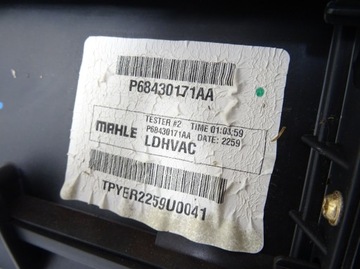 P68430171AA
MAHLE
TESTER #2 TIME 01:03:59
P68430171AA DATE: 2259
LDHVAC
TPYER2259U0041